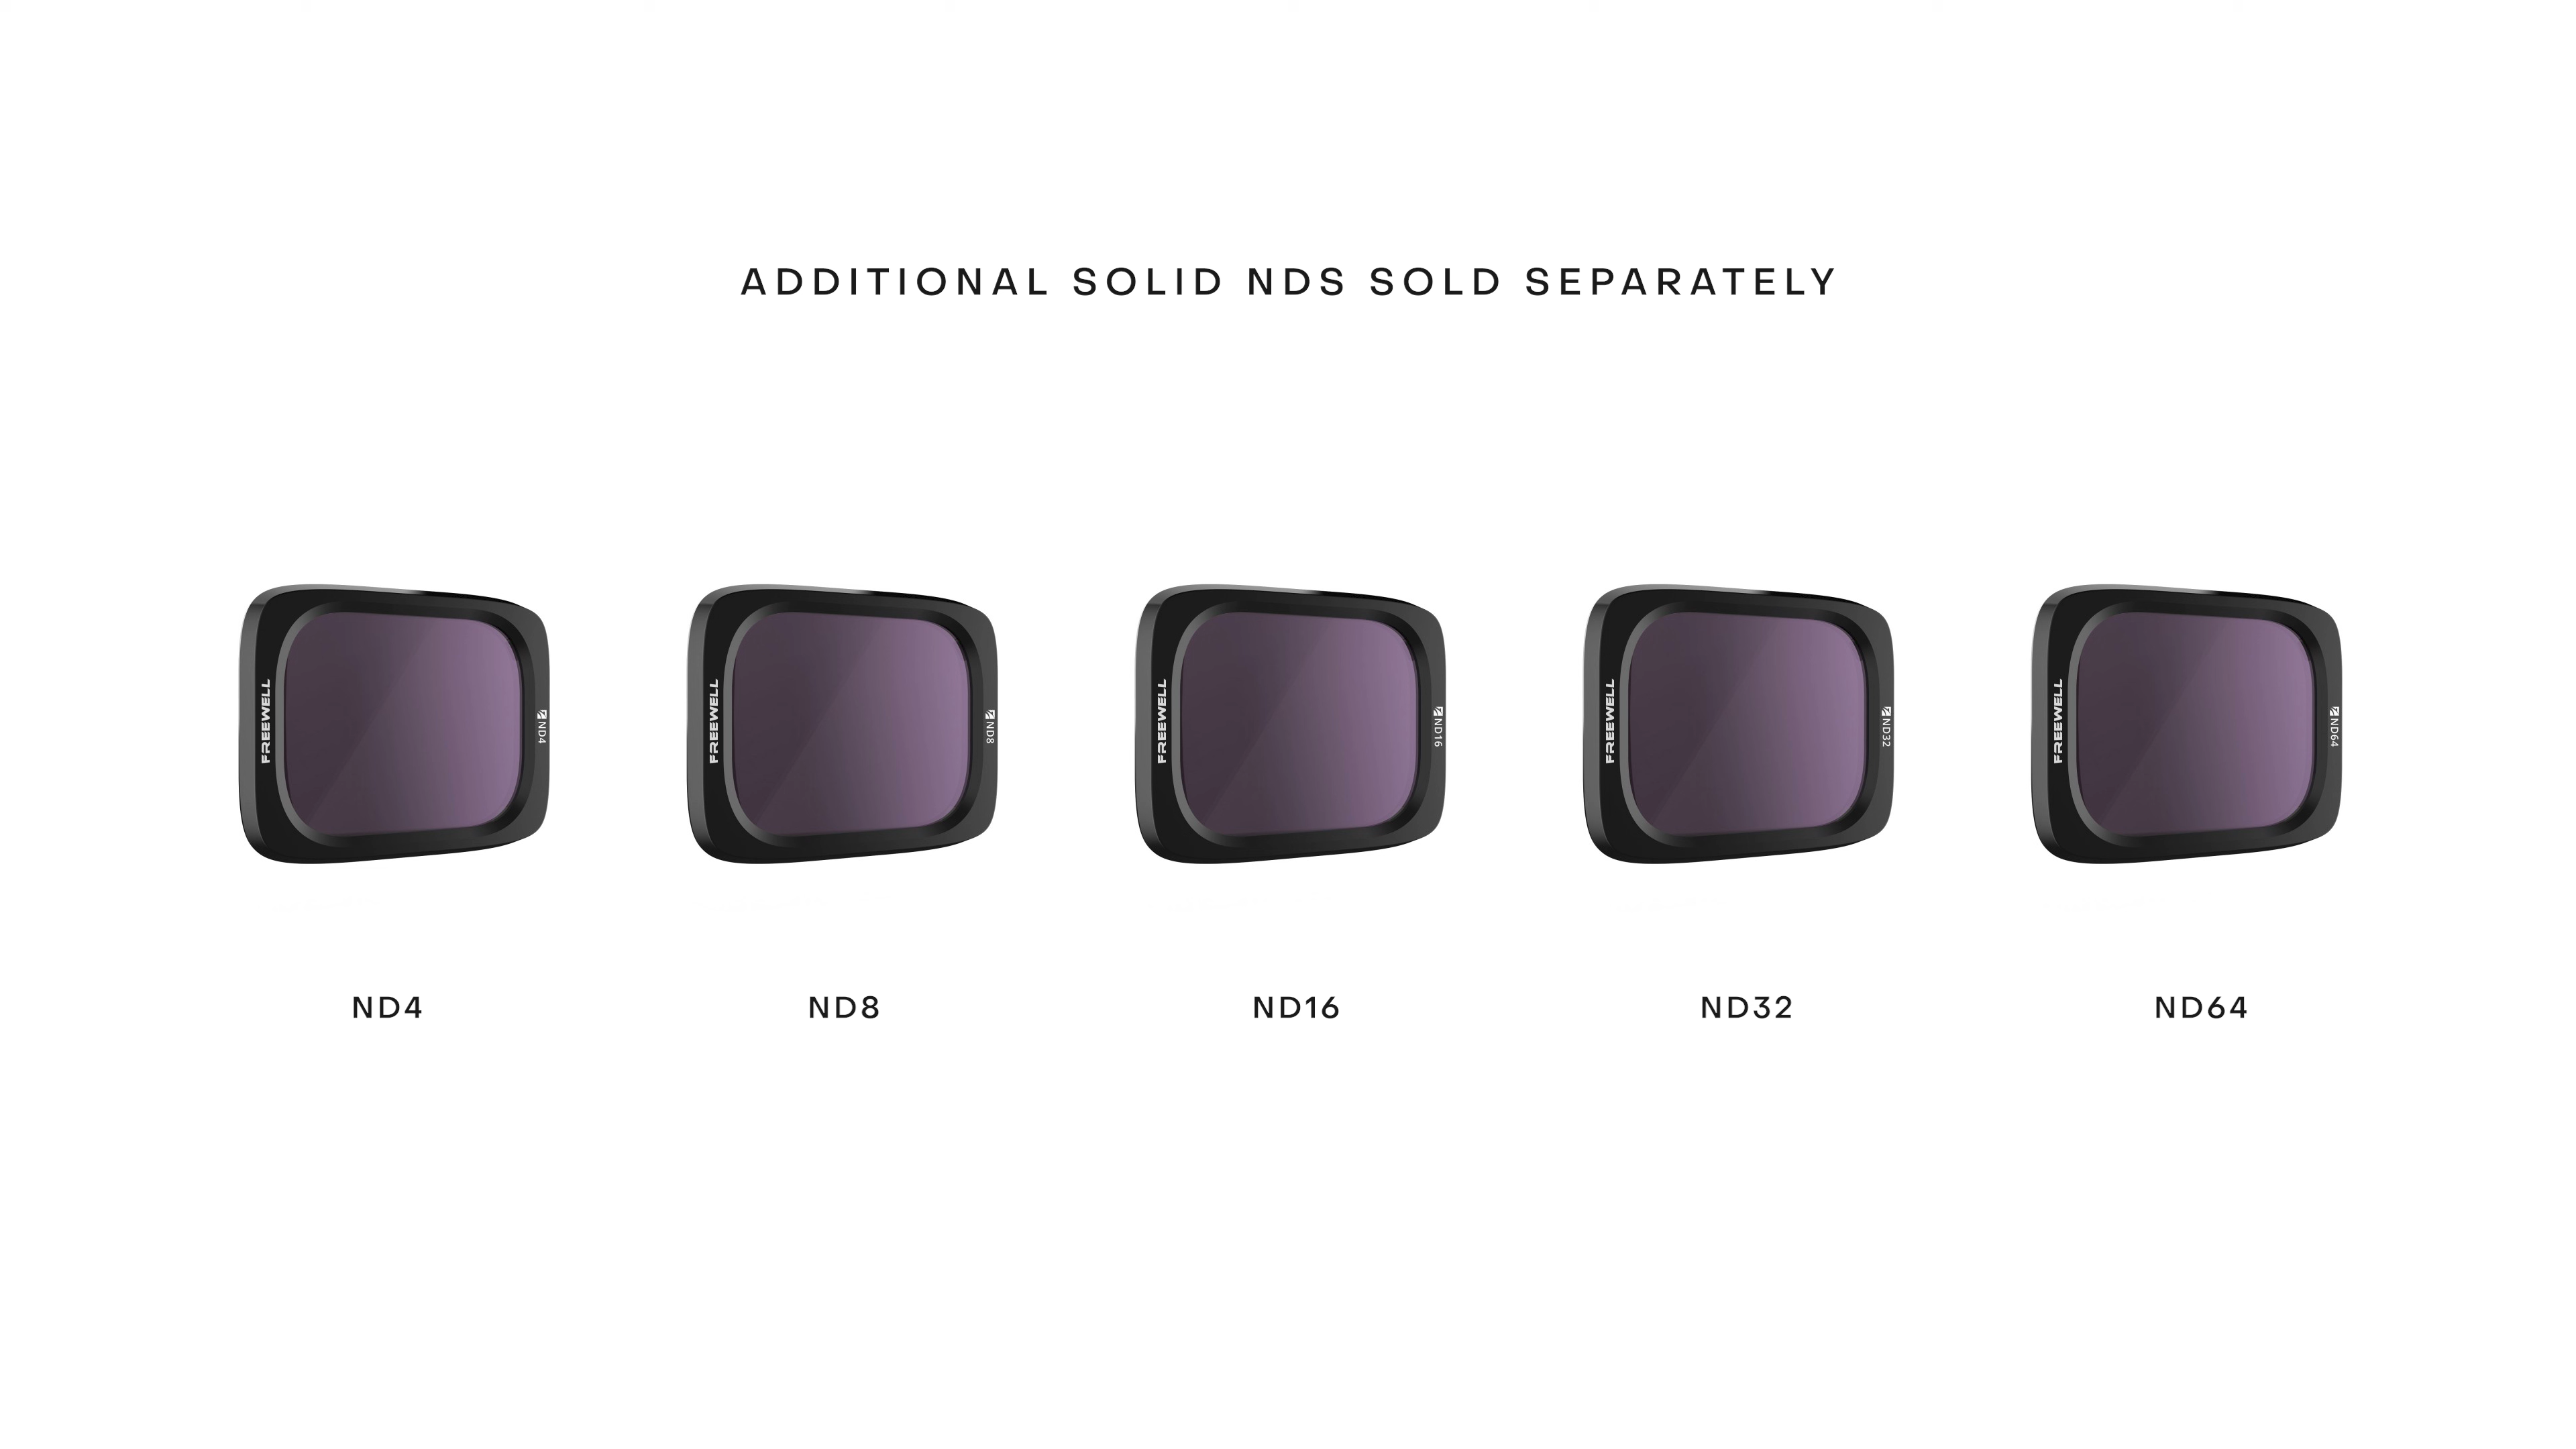 ADDITIONAL SOLID NDS SOLD SEPARATELY
FREEWELL
ND4
FREEWELL
ND8
FREEWELL
ND16
FREEWELL
ND32
FREEWELL
ND64
ND4
ND8
ND16
ND32
ND64